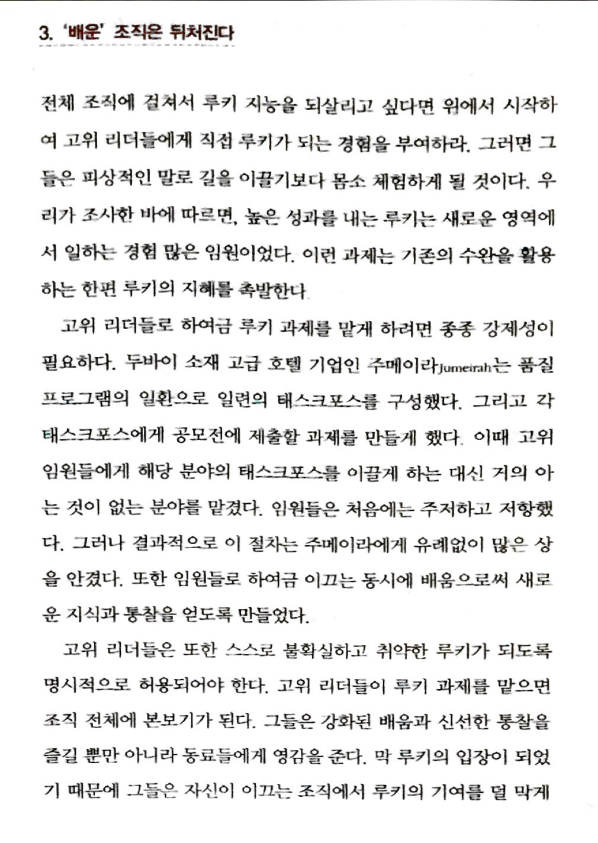 3. ‘배운’ 조직은 뒤처진다
전체 조직에 걸쳐서 루키 지능을 되살리고 싶다면 위에서 시작하
여 고위 리더들에게 직접 루키가 되는 경험을 부여하라. 그러면 그
들은 피상적인 말로 길을 이끌기보다 몸소 체험하게 될 것이다. 우
리가 조사한 바에 따르면, 높은 성과를 내는 루키는 새로운 영역에
서 일하는 경험 많은 임원이었다. 이런 과제는 기존의 수완을 활용
하는 한편 루키의 지혜를 촉발한다.
고위 리더들로 하여금 루키 과제를 맡게 하려면 종종 강제성이
필요하다. 두바이 소재 고급 호텔 기업인 주메이라Jumeirah는 품질
프로그램의 일환으로 일련의 태스크포스를 구성했다. 그리고 각
태스크포스에게 공모전에 제출할 과제를 만들게 했다. 이때 고위
임원들에게 해당 분야의 태스크포스를 이끌게 하는 대신 거의 아
는 것이 없는 분야를 맡겼다. 임원들은 처음에는 주저하고 저항했
다. 그러나 결과적으로 이 절차는 주메이라에게 유례없이 많은 상
을 안겼다. 또한 임원들로 하여금 이끄는 동시에 배움으로써 새로
운 지식과 통찰을 얻도록 만들었다.
고위 리더들은 또한 스스로 불확실하고 취약한 루키가 되도록
명시적으로 허용되어야 한다. 고위 리더들이 루키 과제를 맡으면
조직 전체에 본보기가 된다. 그들은 강화된 배움과 신선한 통찰을
즐길 뿐만 아니라 동료들에게 영감을 준다. 막 루키의 입장이 되었
기 때문에 그들은 자신이 이끄는 조직에서 루키의 기여를 덜 막게